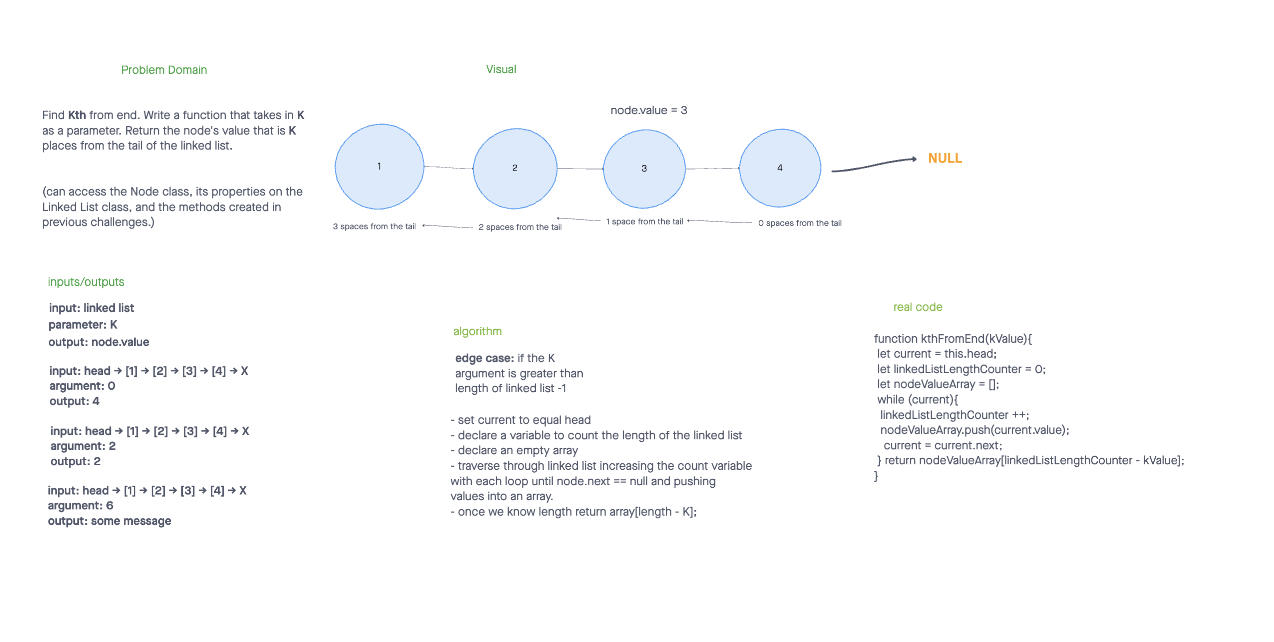 Problem Domain
Find Kth from end. Write a function that takes in K
as a parameter. Return the node's value that is K
places from the tail of the linked list.
(can access the Node class, its properties on the
Linked List class, and the methods created in
previous challenges.)
Visual
node.value = 3
1
2
3
4
NULL
3 spaces from the tail
2 spaces from the tail
1 space from the tail
0 spaces from the tail
inputs/outputs
input: linked list
parameter: K
output: node.value
input: head → [1] → [2] → [3] → [4] → X
argument: 0
output: 4
input: head → [1] → [2] → [3] → [4] → X
argument: 2
output: 2
input: head → [1] → [2] → [3] → [4] → X
argument: 6
output: some message
algorithm
edge case: if the K
argument is greater than
length of linked list -1
- set current to equal head
- declare a variable to count the length of the linked list
- declare an empty array
- traverse through linked list increasing the count variable
with each loop until node.next == null and pushing
values into an array.
- once we know length return array[length - K];
real code
function kthFromEnd(kValue){
let current = this.head;
let linkedListLengthCounter = 0;
let nodeValueArray = [];
while (current){
linkedListLengthCounter ++;
nodeValueArray.push(current.value);
current = current.next;
} return nodeValueArray[linkedListLengthCounter - kValue];
}